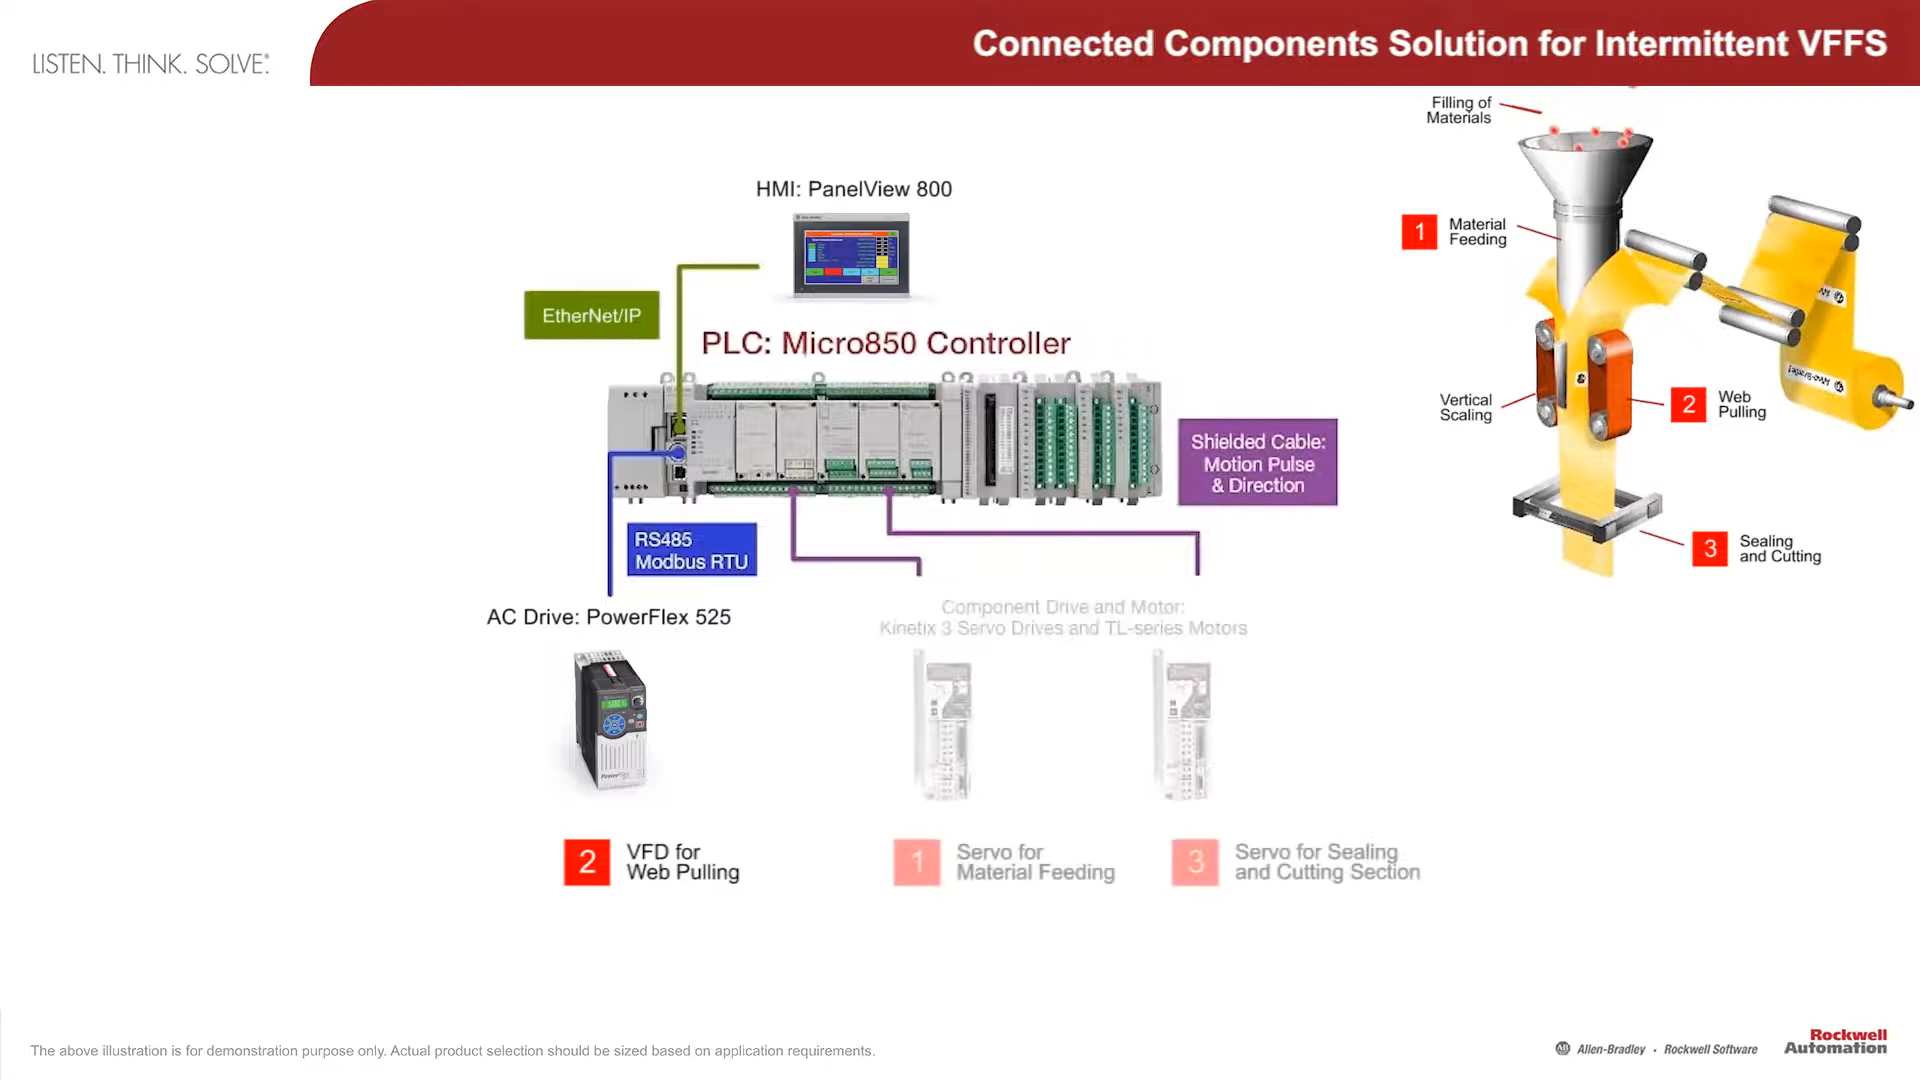 LISTEN. THINK. SOLVE.®
Connected Components Solution for Intermittent VFFS
Filling of
Materials
HMI: PanelView 800
1
Material
Feeding
EtherNet/IP
PLC: Micro850 Controller
Allen-Bradley
Vertical
Scaling
2
Web
Pulling
Shielded Cable:
Motion Pulse
& Direction
RS485
Modbus RTU
3
Sealing
and Cutting
AC Drive: PowerFlex 525
Component Drive and Motor:
Kinetix 3 Servo Drives and TL-series Motors
PowerFlex
2
VFD for
Web Pulling
1
Servo for
Material Feeding
3
Servo for Sealing
and Cutting Section
The above illustration is for demonstration purpose only. Actual product selection should be sized based on application requirements.
AB Allen-Bradley · Rockwell Software
Rockwell
Automation